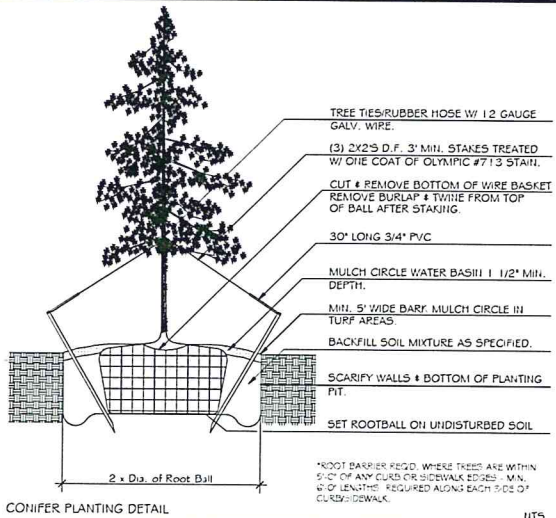 TREE TIES/RUBBER HOSE W/ 12 GAUGE
GALV. WIRE.
(3) 2X2'S D.F. 3' MIN. STAKES TREATED
W/ ONE COAT OF OLYMPIC #713 STAIN.
CUT & REMOVE BOTTOM OF WIRE BASKET
REMOVE BURLAP & TWINE FROM TOP
OF BALL AFTER STAKING.
30" LONG 3/4" PVC
MULCH CIRCLE WATER BASIN 1 1/2" MIN.
DEPTH.
MIN. 5' WIDE BARK MULCH CIRCLE IN
TURF AREAS.
BACKFILL SOIL MIXTURE AS SPECIFIED.
SCARIFY WALLS & BOTTOM OF PLANTING
PIT.
SET ROOTBALL ON UNDISTURBED SOIL
2 x Dia. of Root Ball
*ROOT BARRIER REQ'D. WHERE TREES ARE WITHIN
5'-0" OF ANY CURB OR SIDEWALK EDGES - MIN.
6'-0" LENGTHS REQUIRED ALONG EACH SIDE OF
CURB/SIDEWALK.
CONIFER PLANTING DETAIL
NTS